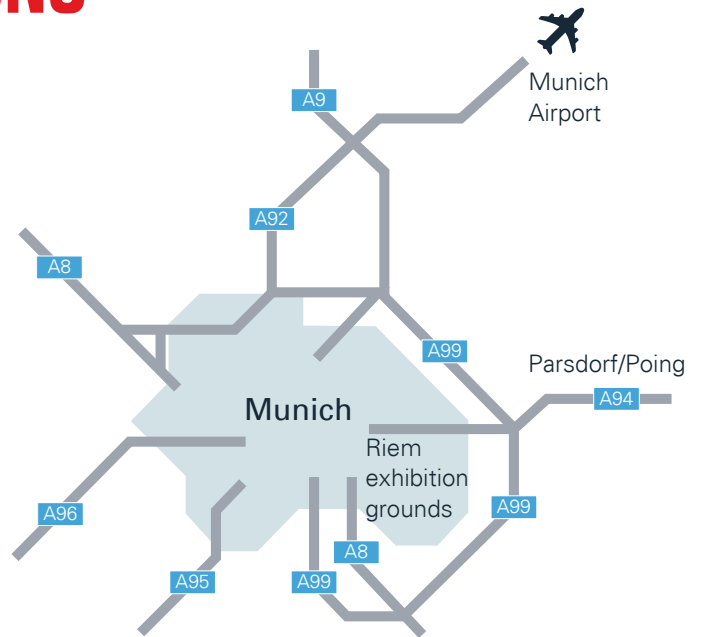 Munich
Airport
A9
A92
A8
A99
Parsdorf/Poing
A94
Munich
Riem
exhibition
grounds
A96
A99
A8
A95
A99